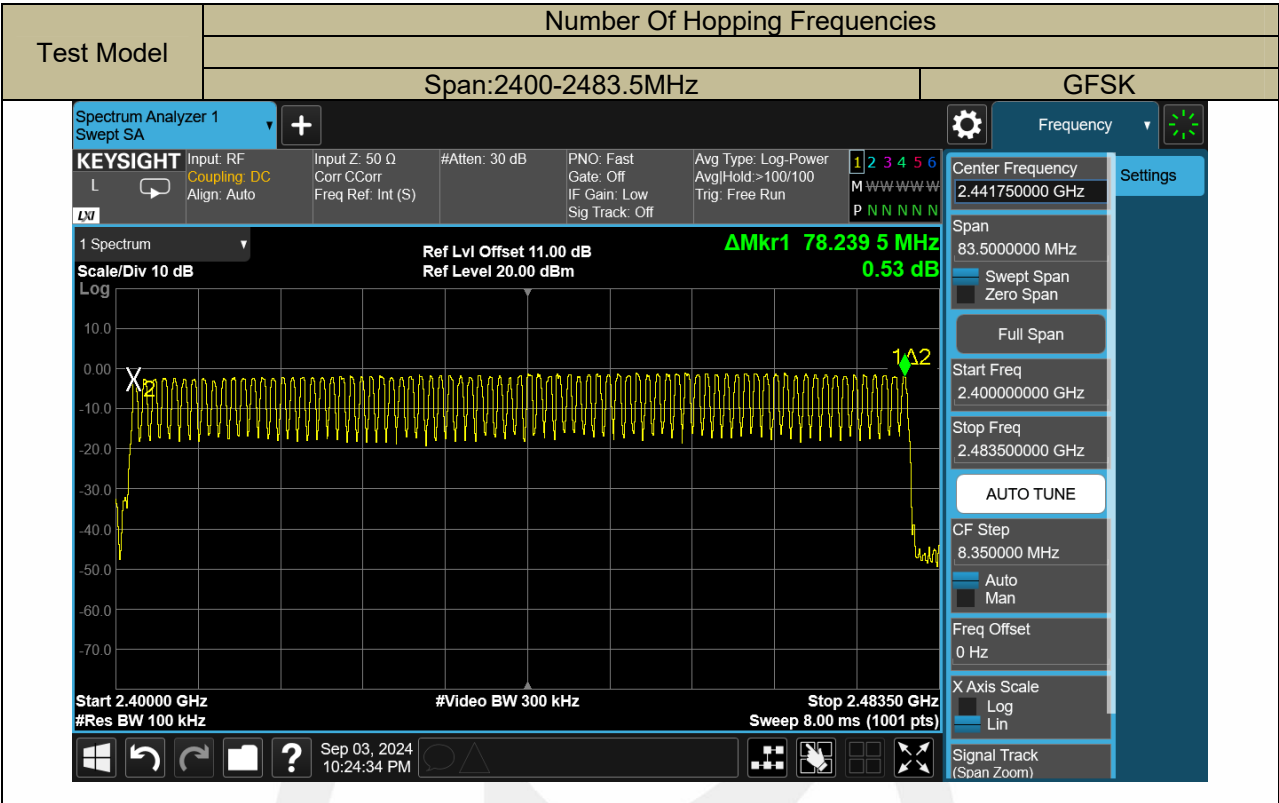 Test Model
Number Of Hopping Frequencies
Span:2400-2483.5MHz
GFSK
Spectrum Analyzer 1
Swept SA
+
Frequency
KEYSIGHT
L
LXI
Input: RF
Coupling: DC
Align: Auto
Input Z: 50 Ω
Corr CCorr
Freq Ref: Int (S)
#Atten: 30 dB
PNO: Fast
Gate: Off
IF Gain: Low
Sig Track: Off
Avg Type: Log-Power
Avg|Hold:>100/100
Trig: Free Run
1 2 3 4 5 6
M W W W W W
P N N N N N
1 Spectrum
Scale/Div 10 dB
Log
Ref Lvl Offset 11.00 dB
Ref Level 20.00 dBm
ΔMkr1 78.239 5 MHz
0.53 dB
10.0
0.00
-10.0
-20.0
-30.0
-40.0
-50.0
-60.0
-70.0
X2
1Δ2
Start 2.40000 GHz
#Res BW 100 kHz
#Video BW 300 kHz
Stop 2.48350 GHz
Sweep 8.00 ms (1001 pts)
?
Sep 03, 2024
10:24:34 PM
Center Frequency
2.441750000 GHz
Settings
Span
83.5000000 MHz
Swept Span
Zero Span
Full Span
Start Freq
2.400000000 GHz
Stop Freq
2.483500000 GHz
AUTO TUNE
CF Step
8.350000 MHz
Auto
Man
Freq Offset
0 Hz
X Axis Scale
Log
Lin
Signal Track
(Span Zoom)